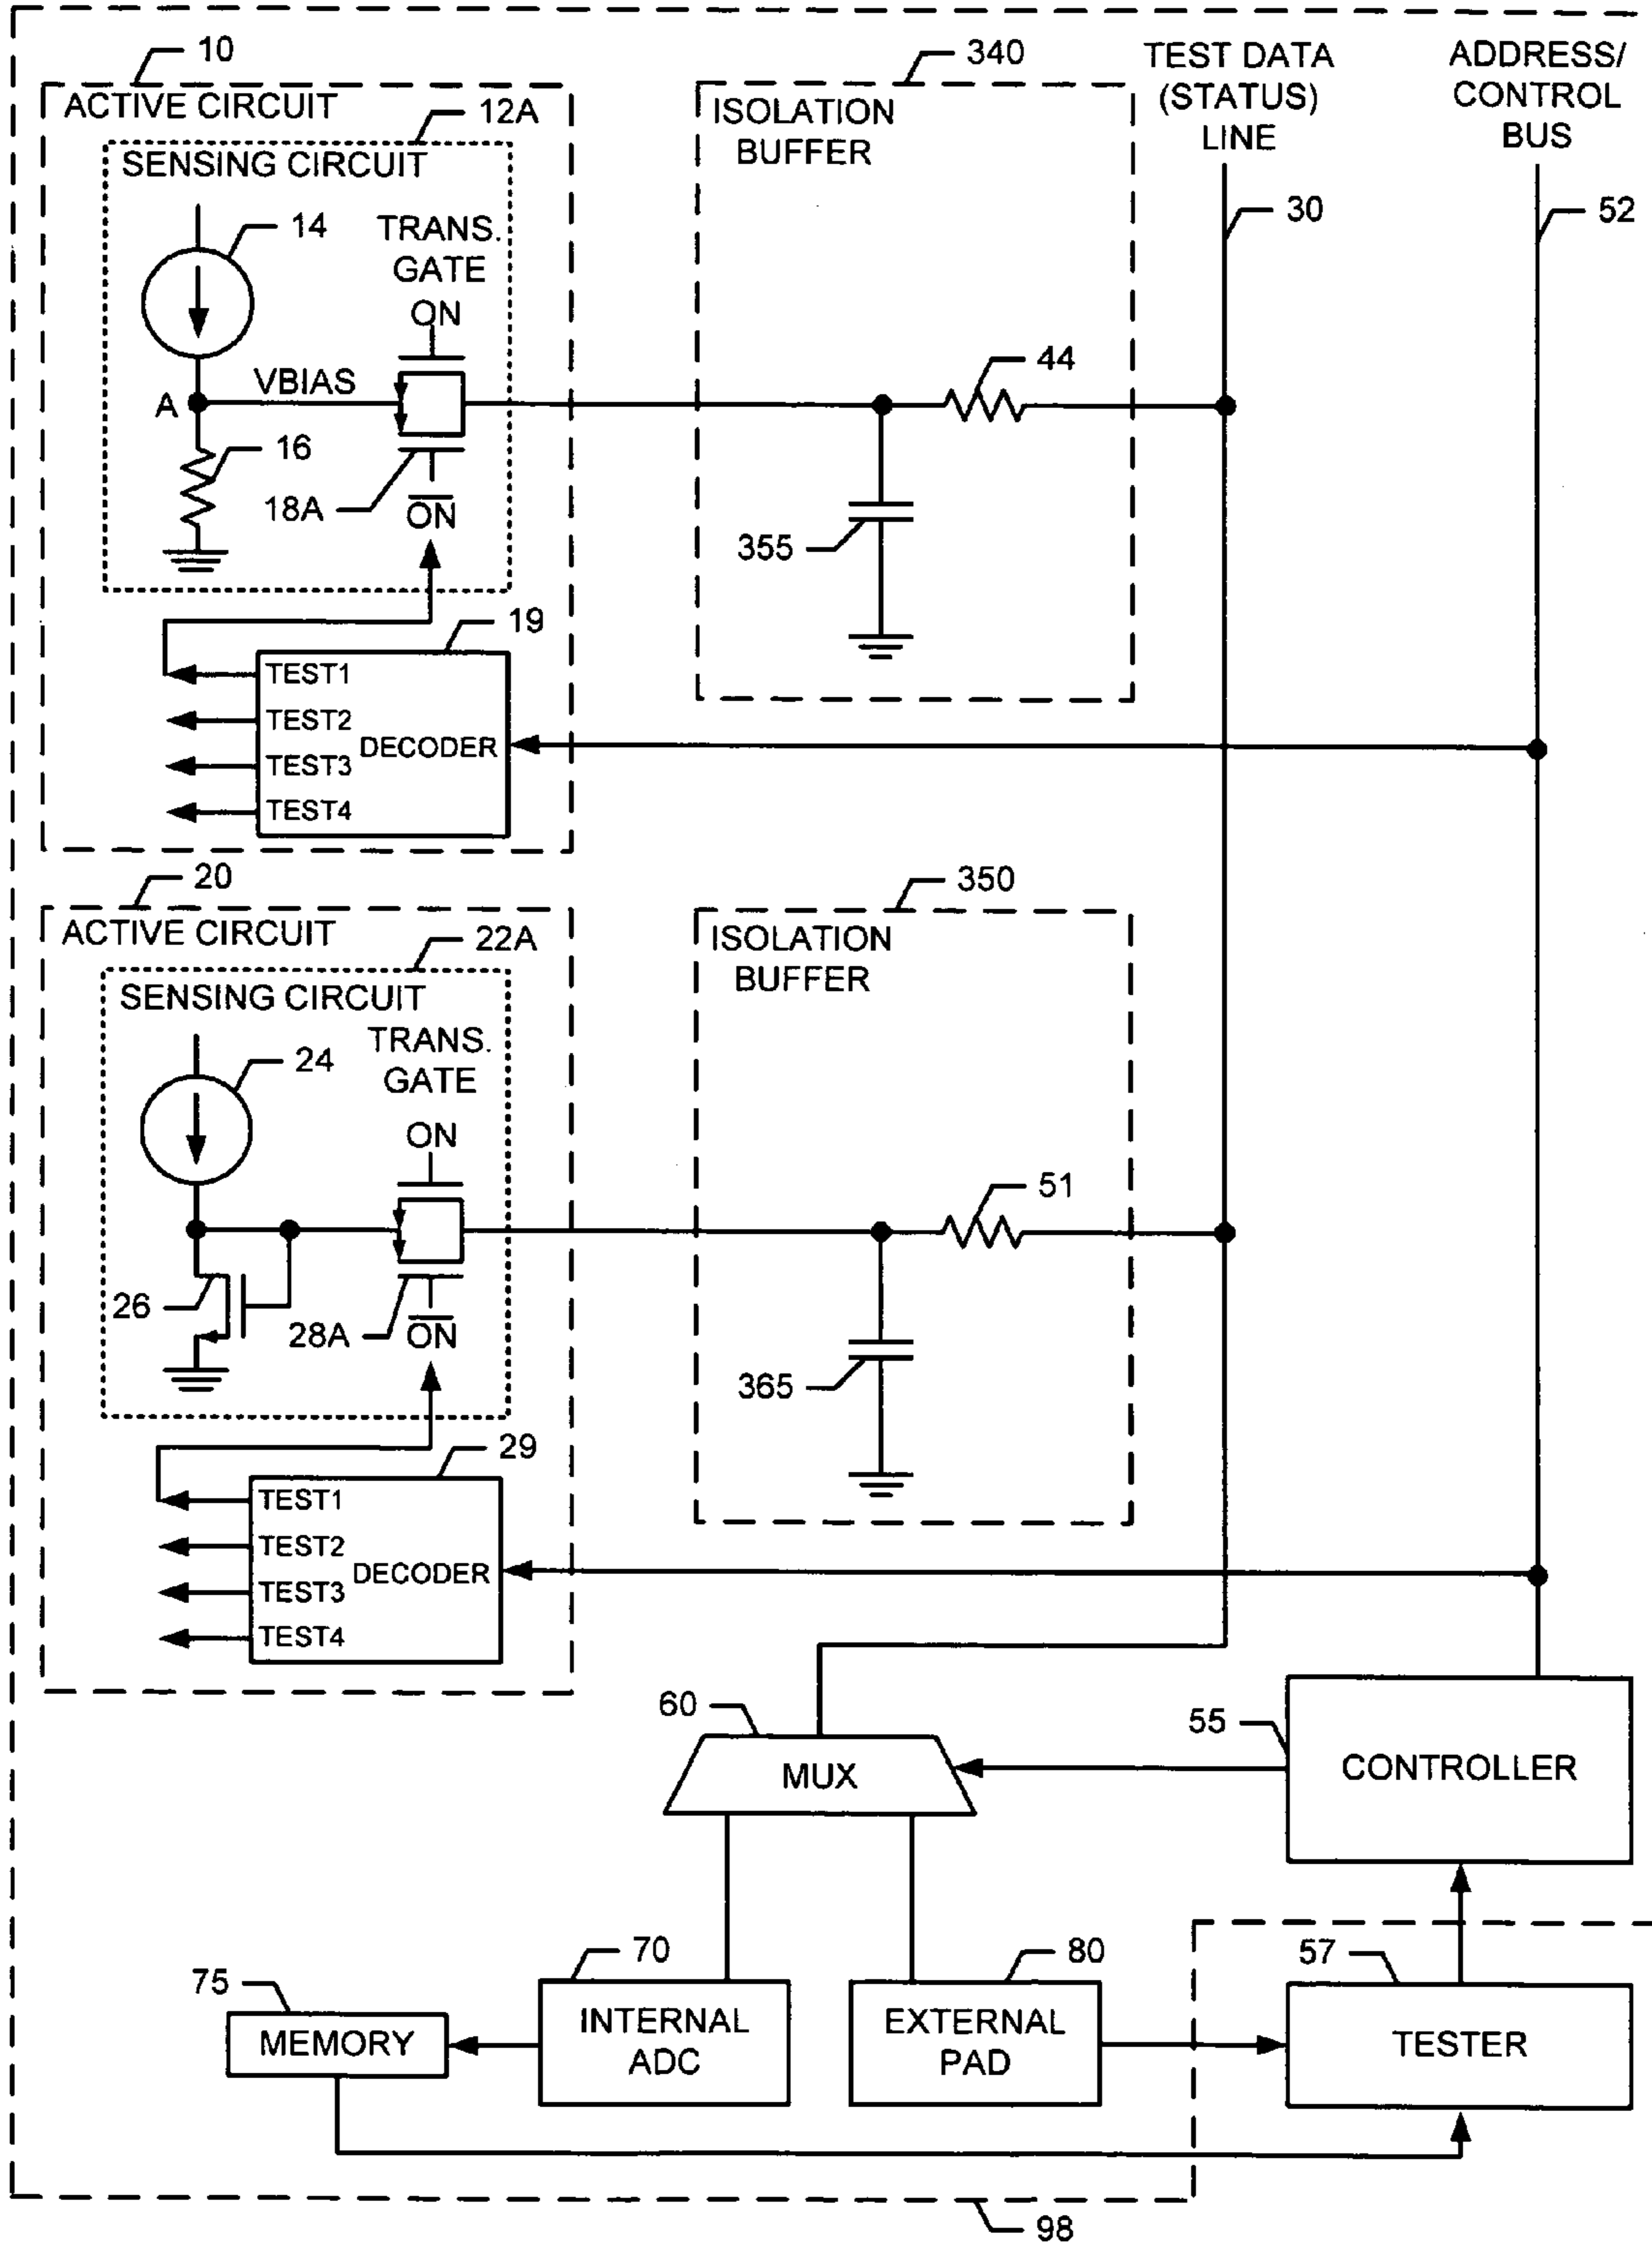 10
ACTIVE CIRCUIT
12A
SENSING CIRCUIT
14
TRANS.
GATE
ON
VBIAS
A
16
18A
ON
19
TEST1
TEST2
TEST3
TEST4
DECODER
340
ISOLATION
BUFFER
44
355
TEST DATA
(STATUS)
LINE
30
ADDRESS/
CONTROL
BUS
52
20
ACTIVE CIRCUIT
22A
SENSING CIRCUIT
TRANS.
GATE
24
ON
26
28A
ON
29
TEST1
TEST2
TEST3
TEST4
DECODER
350
ISOLATION
BUFFER
51
365
60
MUX
55
CONTROLLER
70
INTERNAL
ADC
75
MEMORY
80
EXTERNAL
PAD
57
TESTER
98